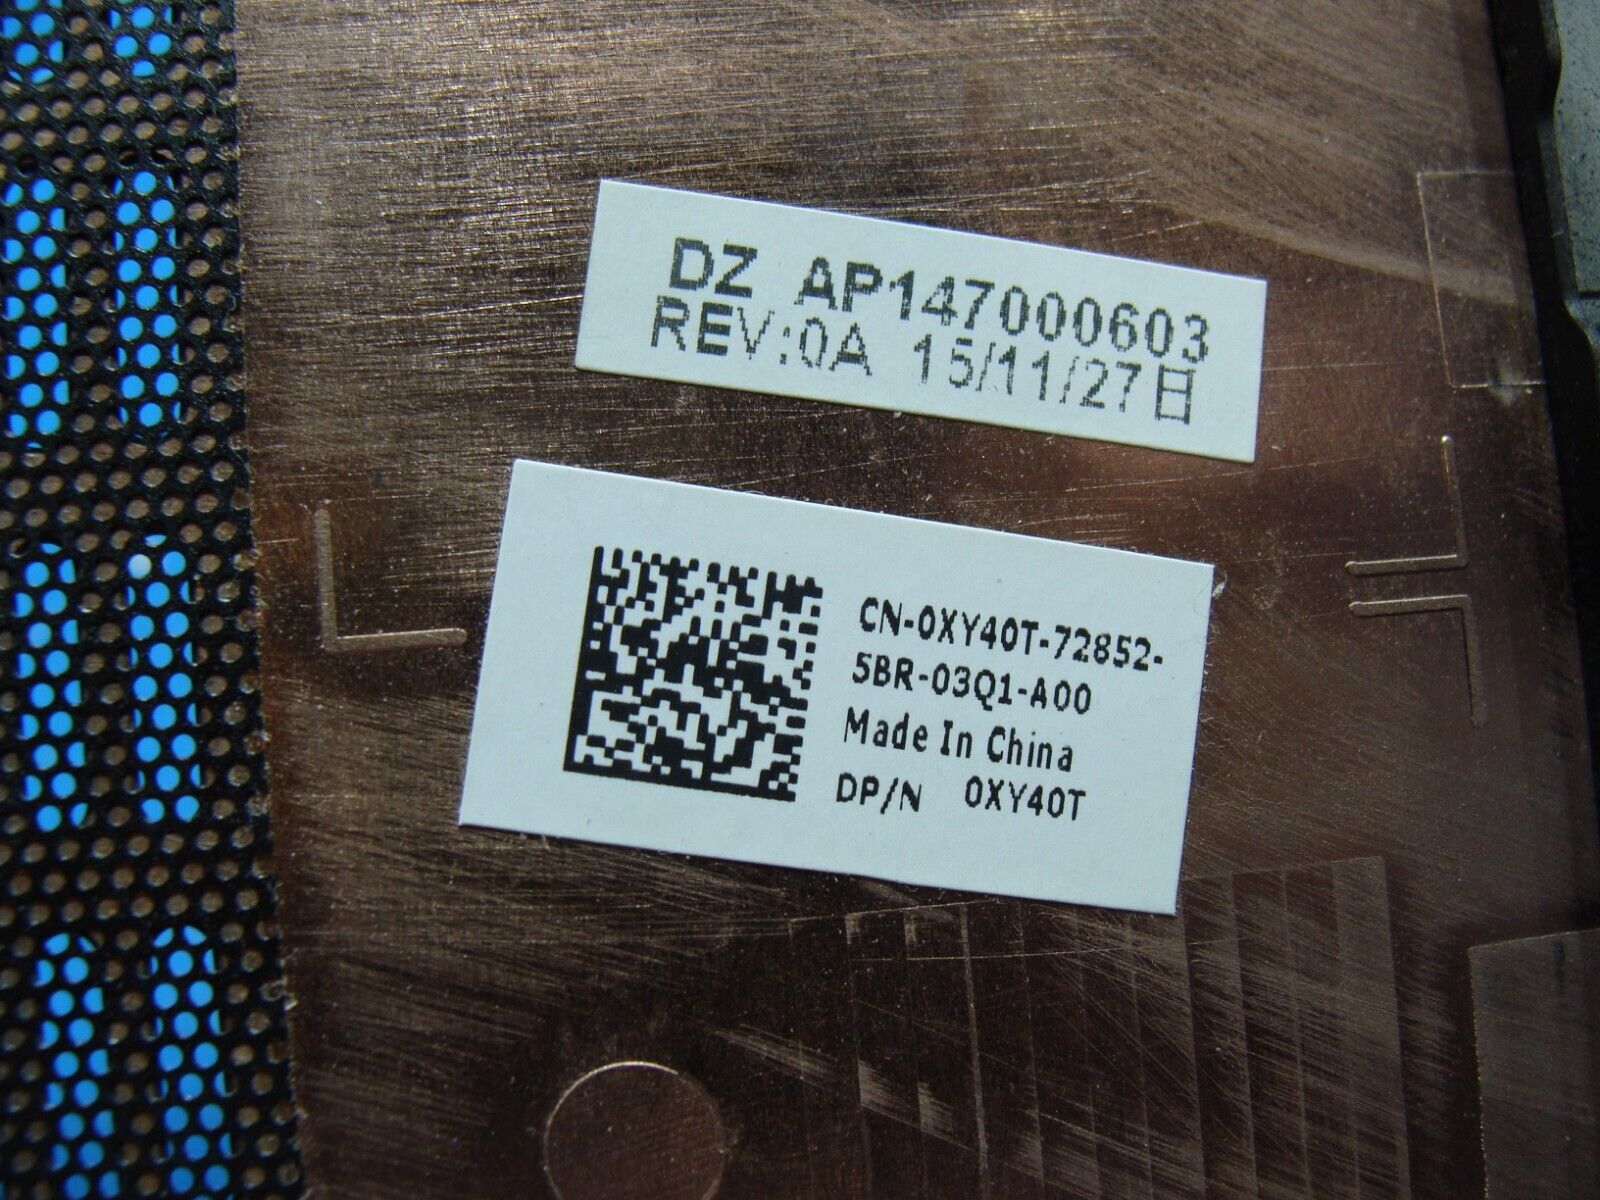 DZ AP147000603
REV:0A 15/11/27日
CN-0XY40T-72852-
5BR-03Q1-A00
Made In China
DP/N 0XY40T